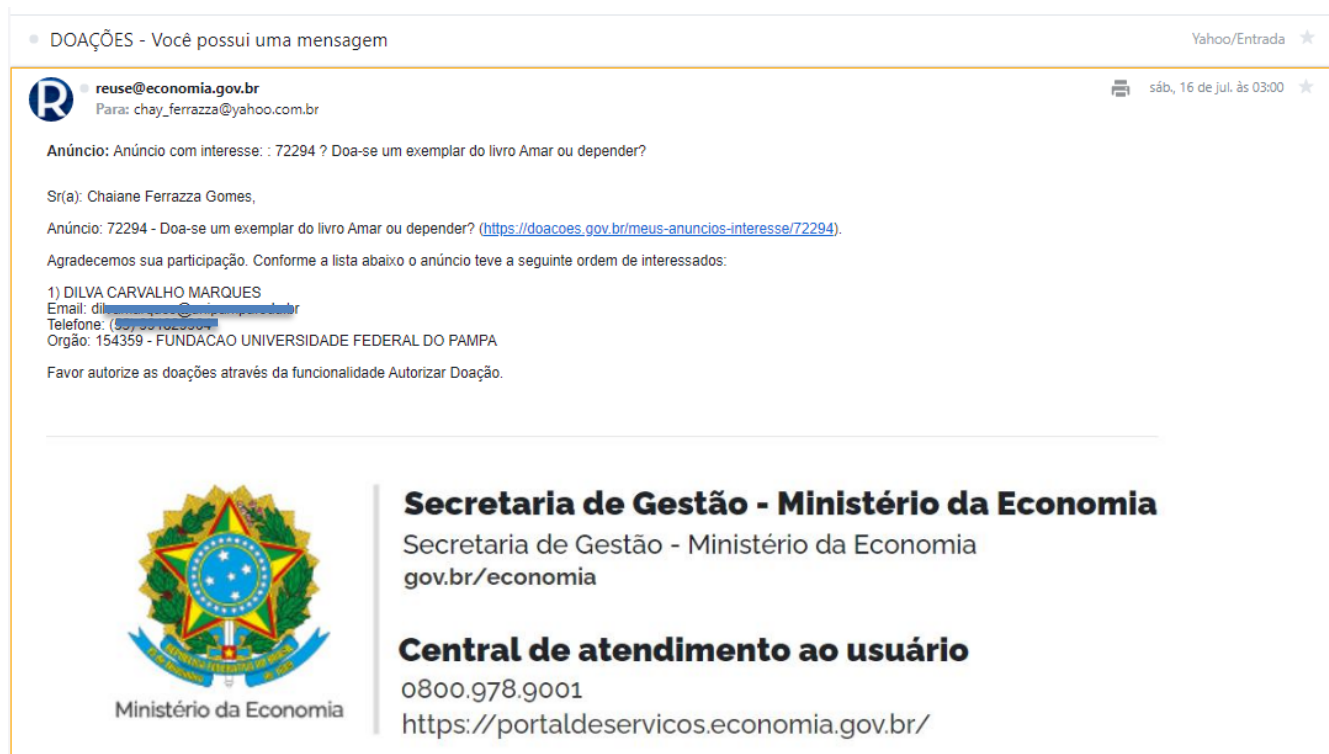 DOAÇÕES - Você possui uma mensagem
Yahoo/Entrada
R
reuse@economia.gov.br
sáb., 16 de jul. às 03:00
Para: chay_ferrazza@yahoo.com.br
Anúncio: Anúncio com interesse: : 72294 ? Doa-se um exemplar do livro Amar ou depender?
Sr(a): Chaiane Ferrazza Gomes,
Anúncio: 72294 - Doa-se um exemplar do livro Amar ou depender? (https://doacoes.gov.br/meus-anuncios-interesse/72294).
Agradecemos sua participação. Conforme a lista abaixo o anúncio teve a seguinte ordem de interessados:
1) DILVA CARVALHO MARQUES
Email:
Telefone:
Orgão: 154359 - FUNDACAO UNIVERSIDADE FEDERAL DO PAMPA
Favor autorize as doações através da funcionalidade Autorizar Doação.
Secretaria de Gestão - Ministério da Economia
Secretaria de Gestão - Ministério da Economia
gov.br/economia
Central de atendimento ao usuário
0800.978.9001
https://portaldeservicos.economia.gov.br/
Ministério da Economia